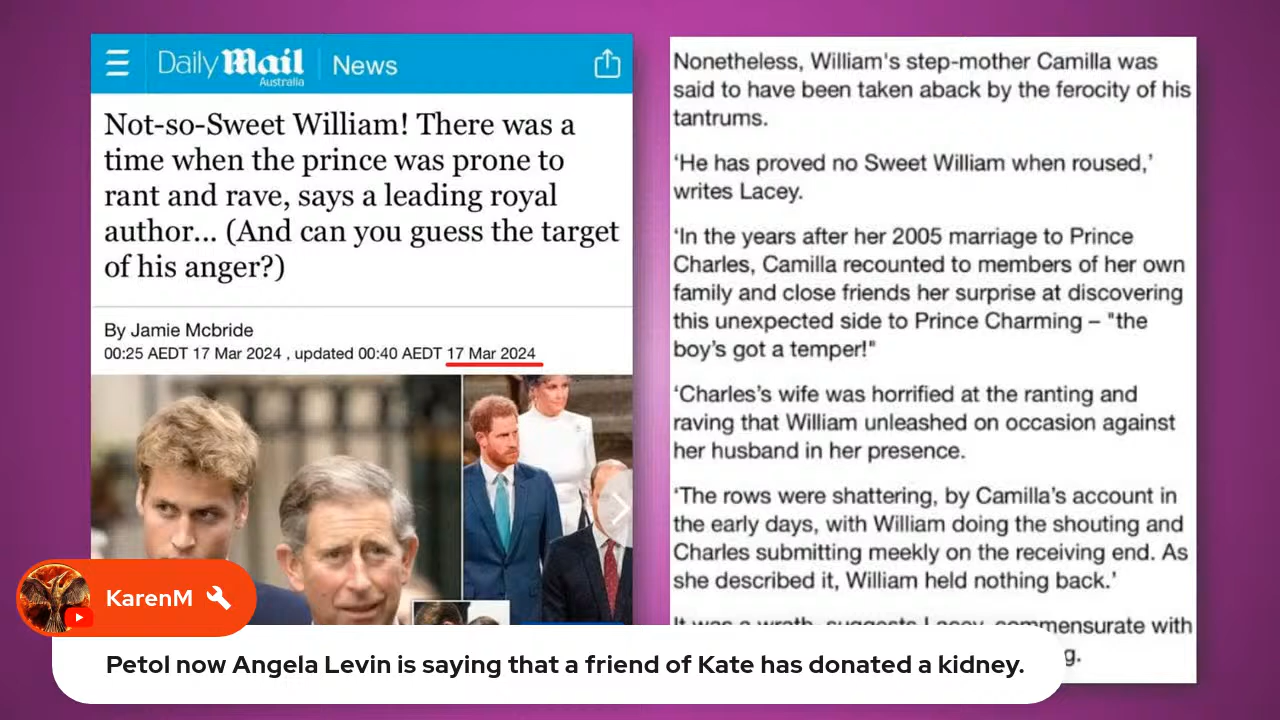 Daily Mail
Australia
News
Not-so-Sweet William! There was a
time when the prince was prone to
rant and rave, says a leading royal
author... (And can you guess the target
of his anger?)
By Jamie Mcbride
00:25 AEDT 17 Mar 2024 , updated 00:40 AEDT 17 Mar 2024
Nonetheless, William's step-mother Camilla was
said to have been taken aback by the ferocity of his
tantrums.
‘He has proved no Sweet William when roused,’
writes Lacey.
‘In the years after her 2005 marriage to Prince
Charles, Camilla recounted to members of her own
family and close friends her surprise at discovering
this unexpected side to Prince Charming – "the
boy’s got a temper!"
‘Charles’s wife was horrified at the ranting and
raving that William unleashed on occasion against
her husband in her presence.
‘The rows were shattering, by Camilla’s account in
the early days, with William doing the shouting and
Charles submitting meekly on the receiving end. As
she described it, William held nothing back.’
It was a wrath, suggests Lacey, commensurate with
KarenM
Petol now Angela Levin is saying that a friend of Kate has donated a kidney.